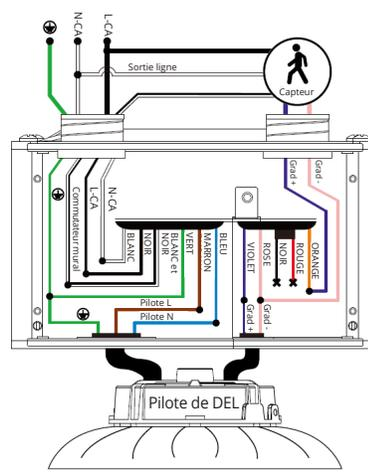 N-CA
L-CA
Sortie ligne
Capteur
Grad +
Grad -
Commutateur mural
L-CA
N-CA
BLANC
NOIR
BLANC et
NOIR
VERT
MARRON
BLEU
VIOLET
ROSE
NOIR
ROUGE
ORANGE
Pilote L
Pilote N
Grad +
Grad -
Pilote de DEL